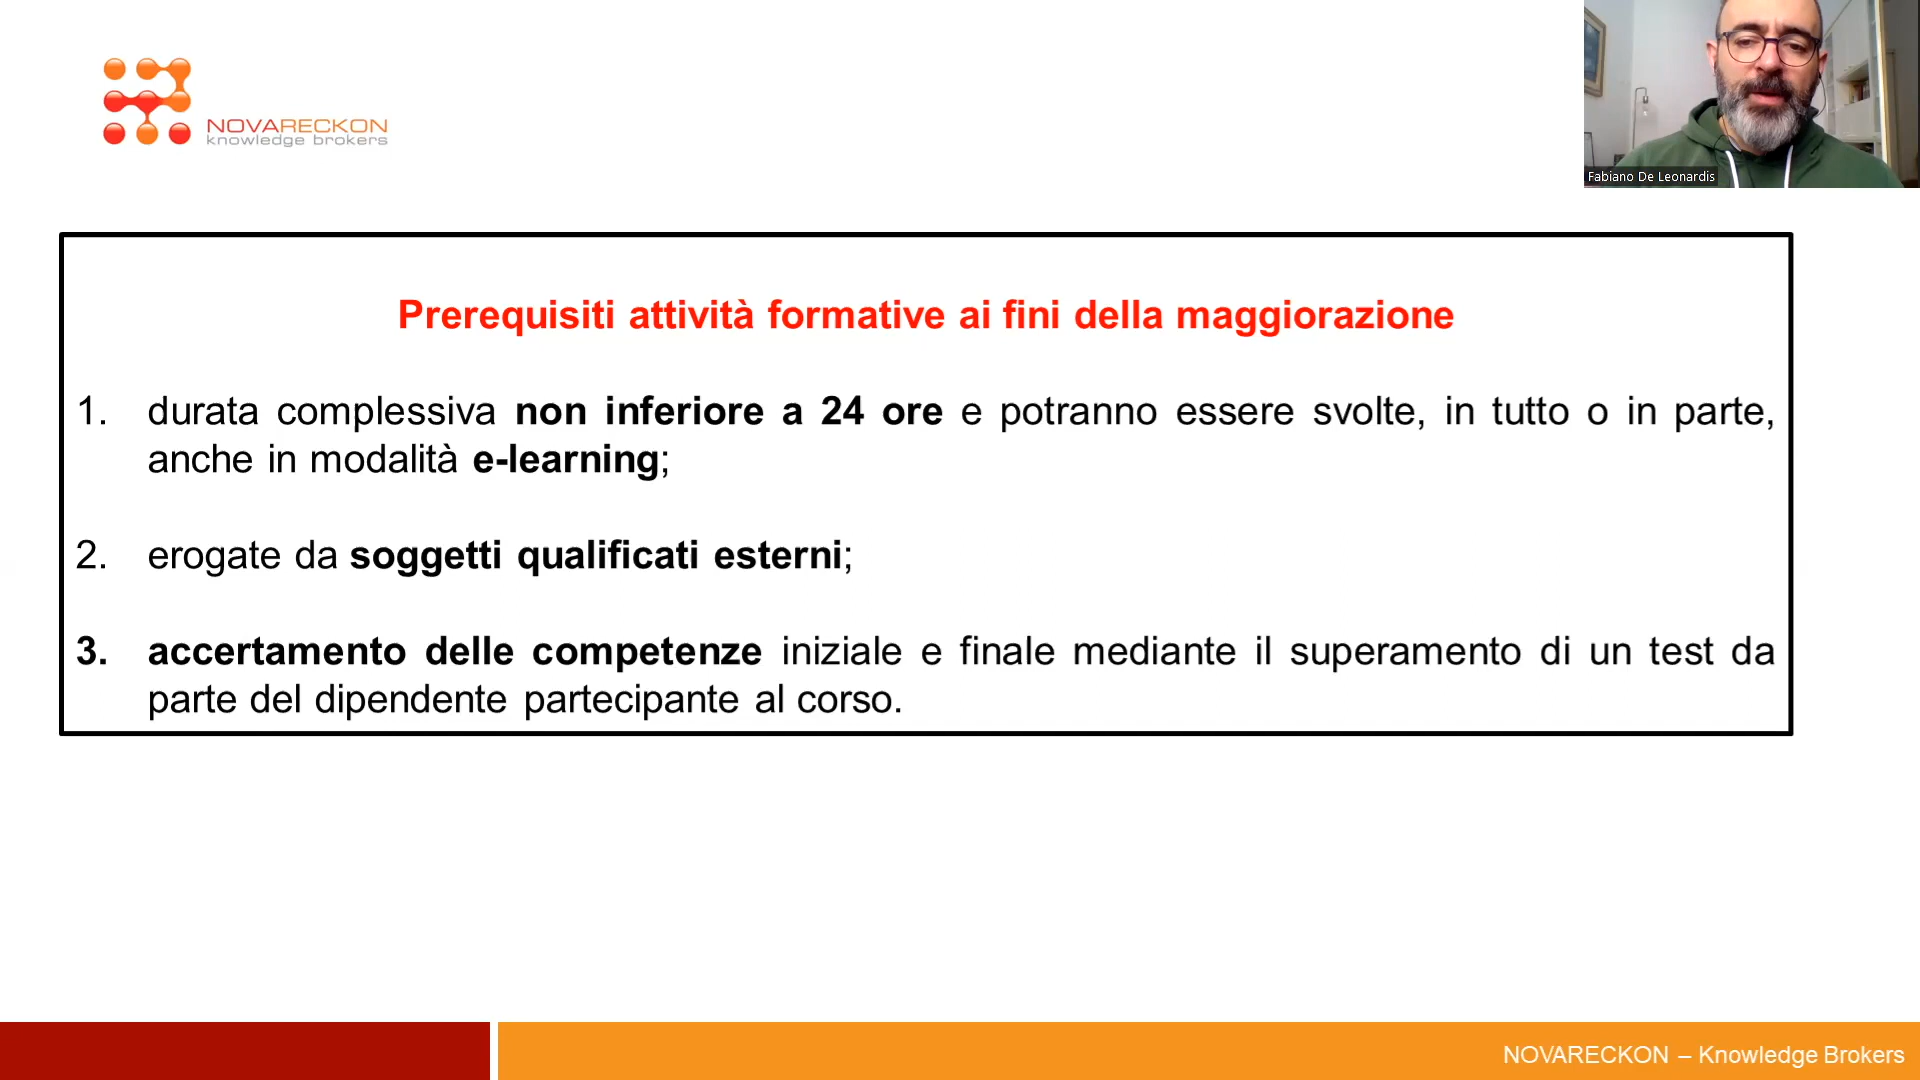 NOVARECKON
knowledge brokers
Fabiano De Leonardis
Prerequisiti attività formative ai fini della maggiorazione
1. durata complessiva non inferiore a 24 ore e potranno essere svolte, in tutto o in parte,
anche in modalità e-learning;
2. erogate da soggetti qualificati esterni;
3. accertamento delle competenze iniziale e finale mediante il superamento di un test da
parte del dipendente partecipante al corso.
NOVARECKON – Knowledge Brokers